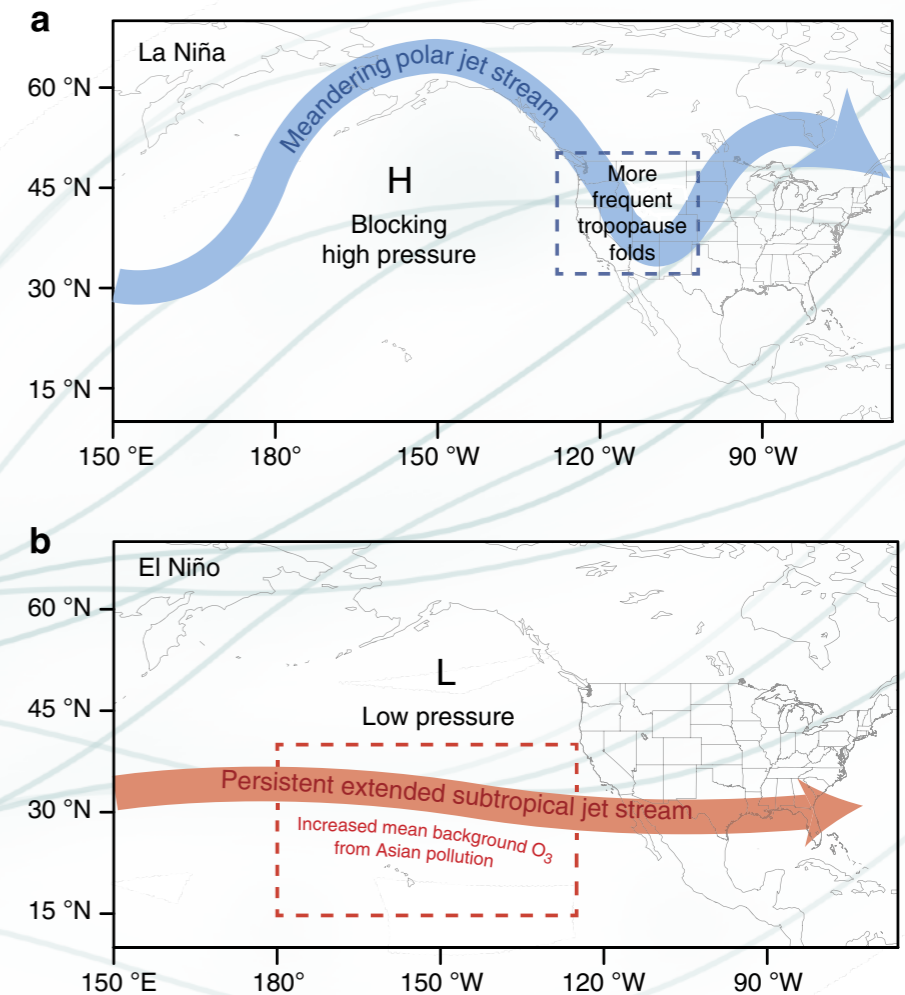 a
La Niña
Meandering polar jet stream
60 °N
45 °N
30 °N
15 °N
H
Blocking
high pressure
More
frequent
tropopause
folds
150 °E 180° 150 °W 120 °W 90 °W
b
El Niño
60 °N
45 °N
30 °N
15 °N
L
Low pressure
Persistent extended subtropical jet stream
Increased mean background O₃
from Asian pollution
150 °E 180° 150 °W 120 °W 90 °W